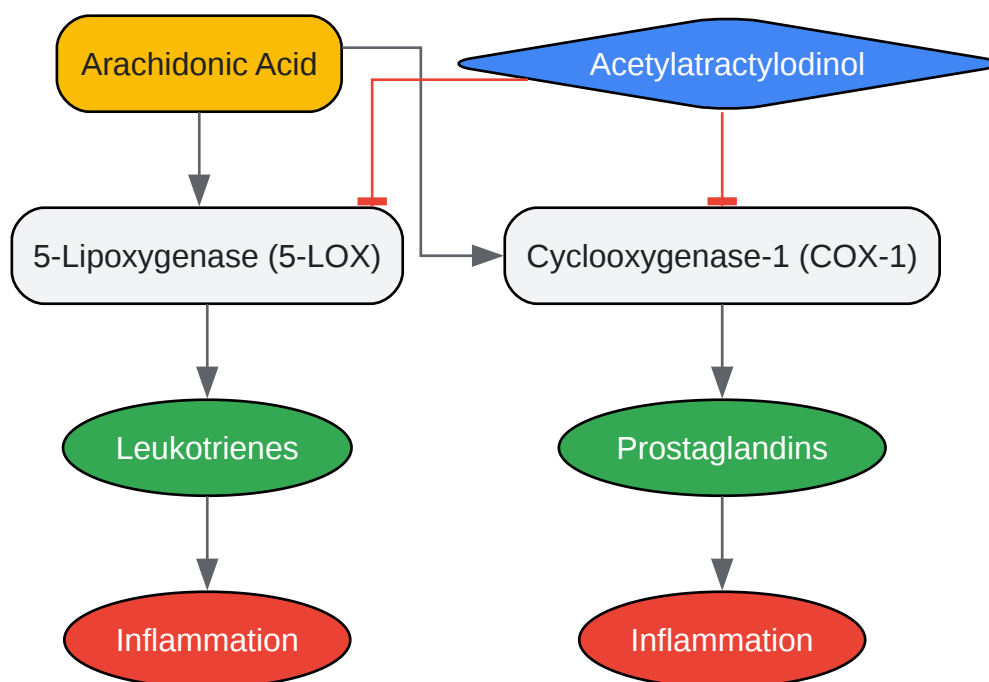 Arachidonic Acid
Acetylatractylodinol
5-Lipoxygenase (5-LOX)
Cyclooxygenase-1 (COX-1)
Leukotrienes
Prostaglandins
Inflammation
Inflammation